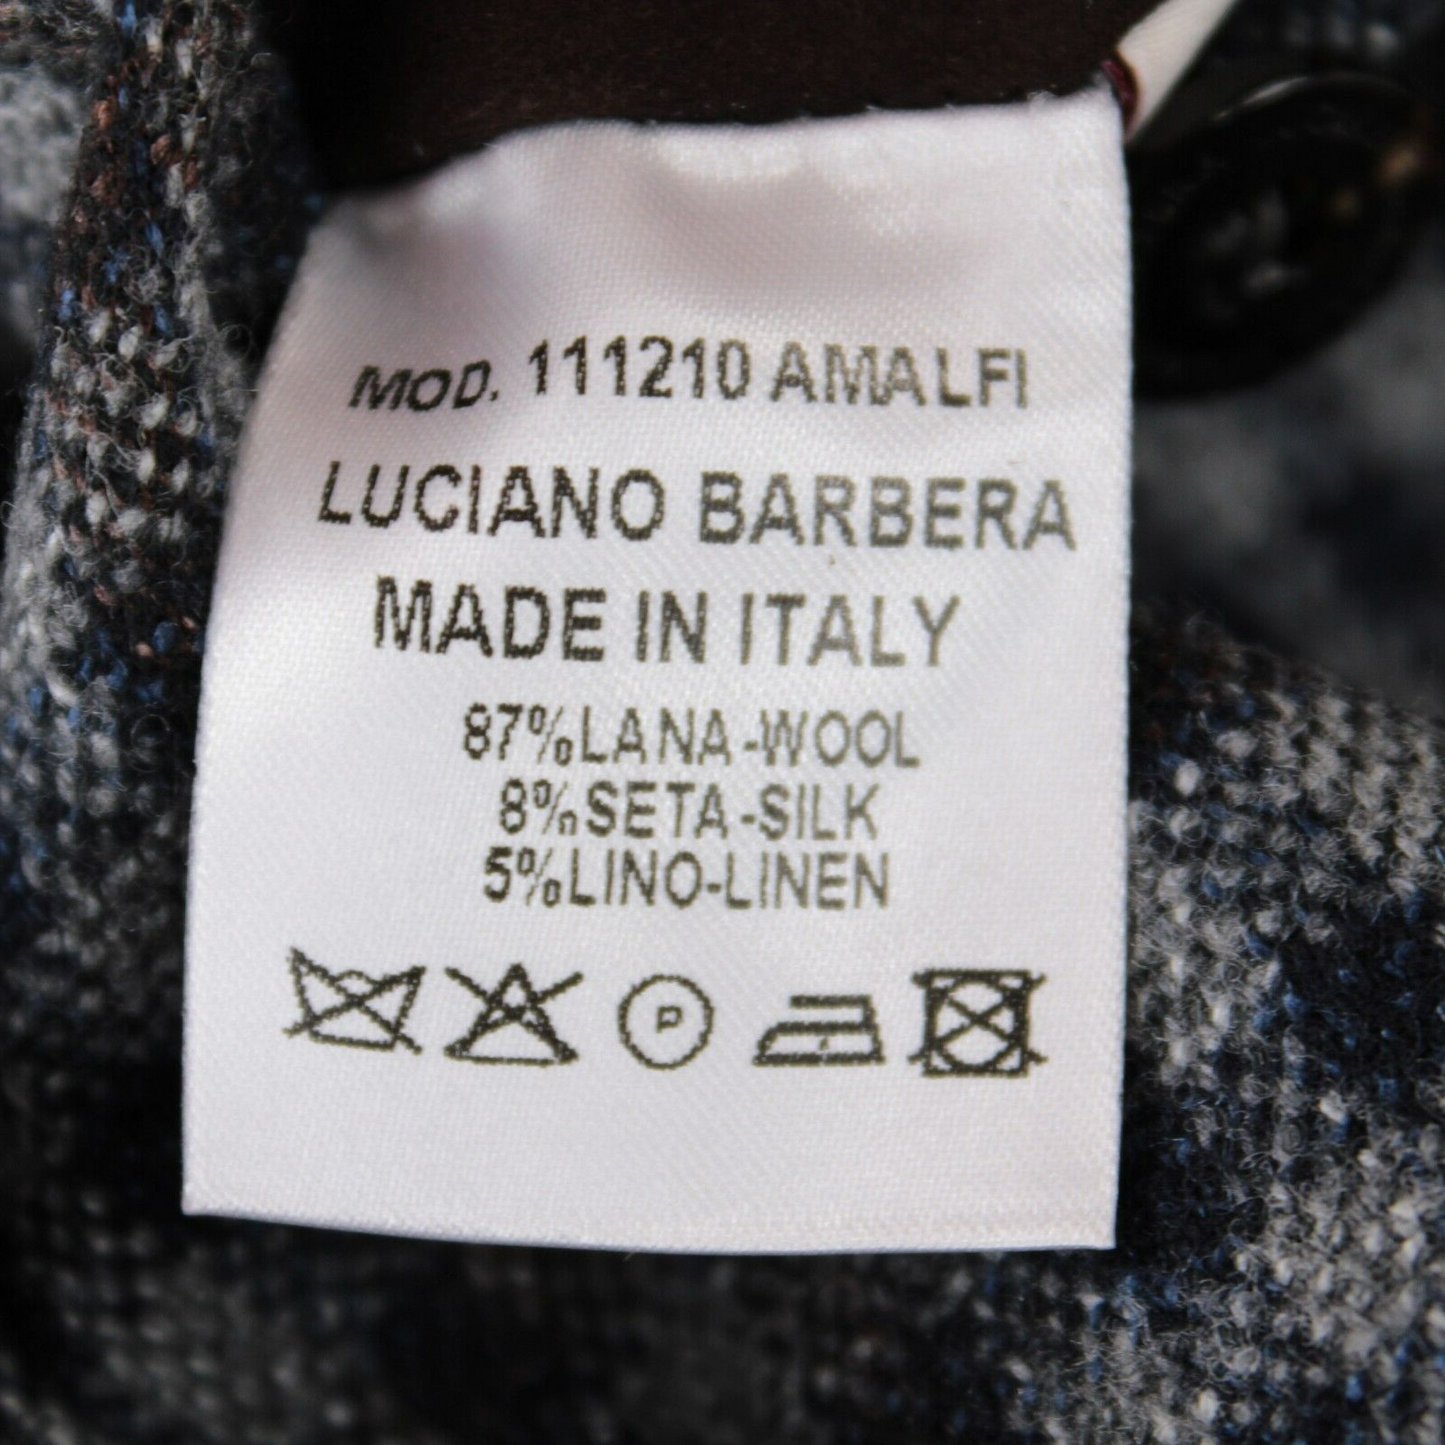 MOD. 111210 AMALFI
LUCIANO BARBERA
MADE IN ITALY
87%LANA-WOOL
8%SETA-SILK
5%LINO-LINEN
P